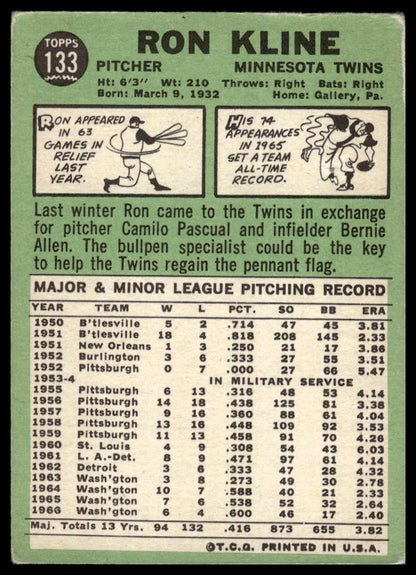 TOPPS
133
RON KLINE
PITCHER MINNESOTA TWINS
Ht: 6'3" Wt: 210 Throws: Right Bats: Right
Born: March 9, 1932 Home: Gallery, Pa.
RON APPEARED
IN 63
GAMES IN
RELIEF
LAST
YEAR.
HIS 74
APPEARANCES
IN 1965
SET A TEAM
ALL-TIME
RECORD.
Last winter Ron came to the Twins in exchange
for pitcher Camilo Pascual and infielder Bernie
Allen. The bullpen specialist could be the key
to help the Twins regain the pennant flag.
MAJOR & MINOR LEAGUE PITCHING RECORD
YEAR TEAM W L PCT. SO BB ERA
1950 B'tlesville 5 2 .714 47 45 3.81
1951 B'tlesville 18 4 .818 208 145 2.33
1951 New Orleans 1 3 .250 21 17 3.86
1952 Burlington 3 6 .333 27 55 3.51
1952 Pittsburgh 0 7 .000 27 66 5.47
1953-4 IN MILITARY SERVICE
1955 Pittsburgh 6 13 .316 48 53 4.14
1956 Pittsburgh 14 18 .438 125 81 3.38
1957 Pittsburgh 9 16 .360 88 61 4.04
1958 Pittsburgh 13 16 .448 109 92 3.53
1959 Pittsburgh 11 13 .458 91 70 4.26
1960 St. Louis 4 9 .308 54 43 6.03
1961 L. A.-Det. 8 9 .471 97 61 4.14
1962 Detroit 3 6 .333 47 28 4.32
1963 Wash'gton 3 8 .273 49 30 2.78
1964 Wash'gton 10 7 .588 40 21 2.32
1965 Wash'gton 7 6 .538 52 32 2.64
1966 Wash'gton 6 4 .600 46 17 2.40
Maj. Totals 13 Yrs. 94 132 .416 873 655 3.82
©T.C.G. PRINTED IN U.S.A.